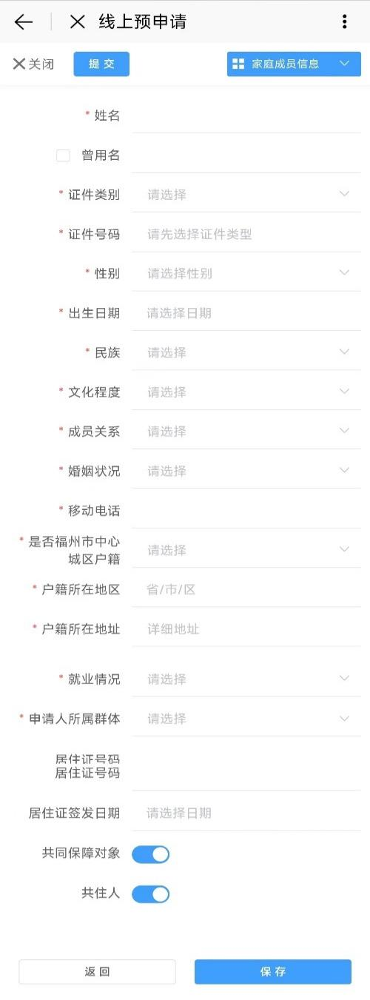 线上预申请
关闭
提交
家庭成员信息
* 姓名
曾用名
* 证件类别 请选择
* 证件号码 请先选择证件类型
* 性别 请选择性别
* 出生日期 请选择日期
* 民族 请选择
* 文化程度 请选择
* 成员关系 请选择
* 婚姻状况 请选择
* 移动电话
* 是否福州市中心
城区户籍 请选择
* 户籍所在地区 省/市/区
* 户籍所在地址 详细地址
* 就业情况 请选择
* 申请人所属群体 请选择
居住证号码
居住证号码
居住证签发日期 请选择日期
共同保障对象
共住人
返回
保存